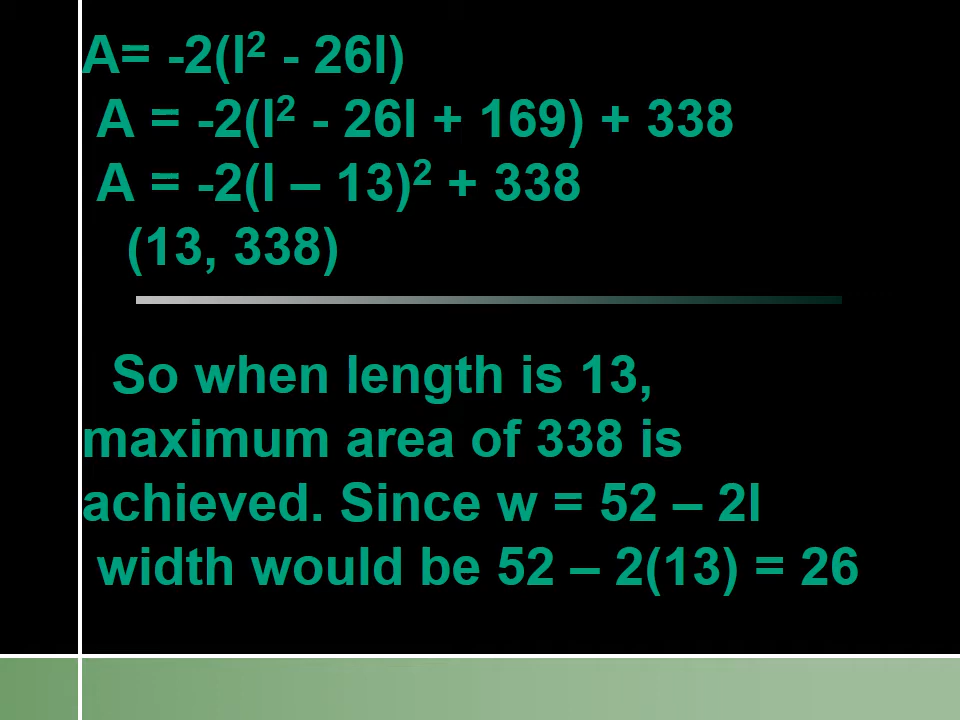 A= -2(l² - 26l)
A = -2(l² - 26l + 169) + 338
A = -2(l – 13)² + 338
(13, 338)
So when length is 13,
maximum area of 338 is
achieved. Since w = 52 – 2l
width would be 52 – 2(13) = 26